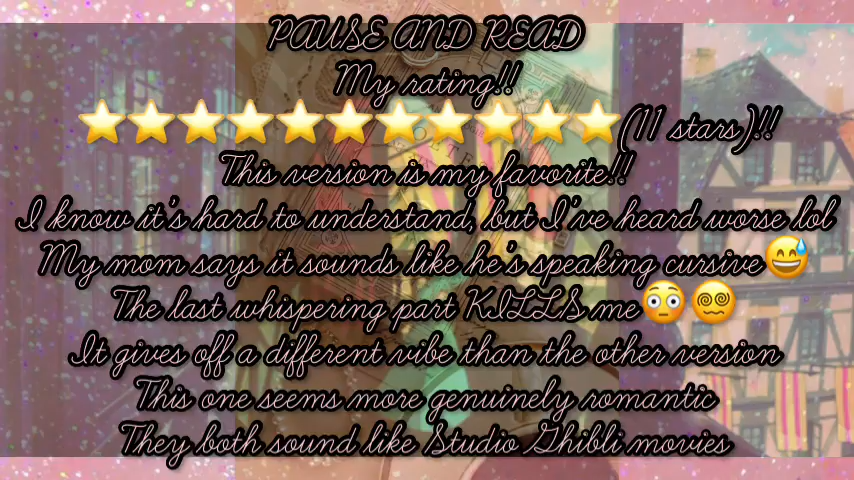 PAUSE AND READ
My rating!!
⭐⭐⭐⭐⭐⭐⭐⭐⭐⭐⭐(11 stars)!!
This version is my favorite!!
I know it's hard to understand, but I've heard worse lol
My mom says it sounds like he's speaking cursive😅
The last whispering part KILLS me😳😵‍💫
It gives off a different vibe than the other version
This one seems more genuinely romantic
They both sound like Studio Ghibli movies